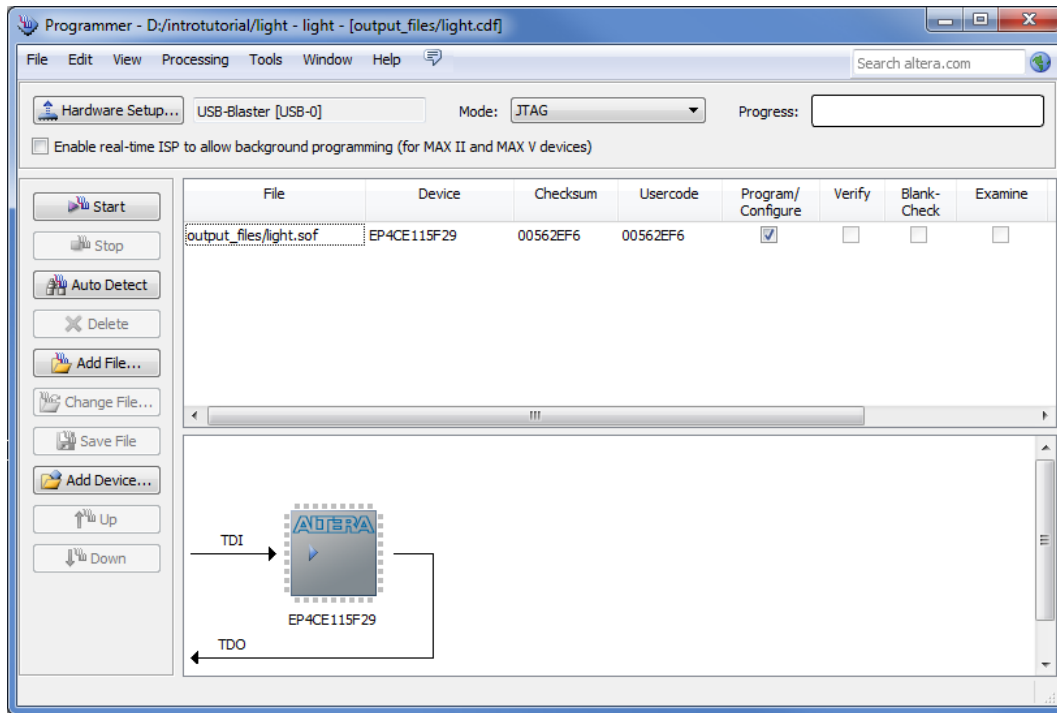 Programmer - D:/introtutorial/light - light - [output_files/light.cdf]
File Edit View Processing Tools Window Help
Search altera.com
Hardware Setup... USB-Blaster [USB-0] Mode: JTAG Progress:
Enable real-time ISP to allow background programming (for MAX II and MAX V devices)
Start
Stop
Auto Detect
Delete
Add File...
Change File...
Save File
Add Device...
Up
Down
File Device Checksum Usercode Program/ Verify Blank- Examine
Configure Check
output_files/light.sof EP4CE115F29 00562EF6 00562EF6
ALTERA
TDI
EP4CE115F29
TDO